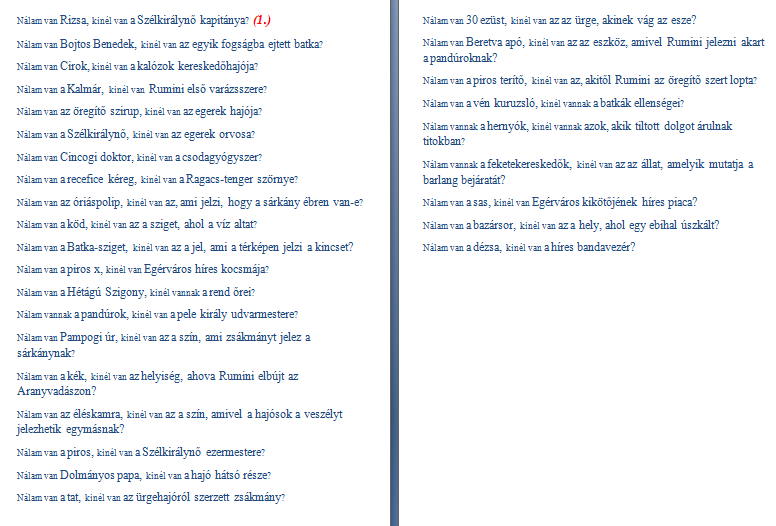 Nálam van Rizsa, kinél van a Szélkirálynő kapitánya? (1.)
Nálam van Bojtos Benedek, kinél van az egyik fogságba ejtett batka?
Nálam van Cirok, kinél van a kalózok kereskedőhajója?
Nálam van a Kalmár, kinél van Rumini első varázsszere?
Nálam van az öregítő szirup, kinél van az egerek hajója?
Nálam van a Szélkirálynő, kinél van az egerek orvosa?
Nálam van Cincogi doktor, kinél van a csodagyógyszer?
Nálam van a recefice kéreg, kinél van a Ragacs-tenger szörnye?
Nálam van az óriáspolip, kinél van az, ami jelzi, hogy a sárkány ébren van-e?
Nálam van a köd, kinél van az a sziget, ahol a víz altat?
Nálam van a Batka-sziget, kinél van az a jel, ami a térképen jelzi a kincset?
Nálam van a piros x, kinél van Egérváros híres kocsmája?
Nálam van a Hétágú Szigony, kinél vannak a rend őrei?
Nálam vannak a pandúrok, kinél van a pele király udvarmestere?
Nálam van Pampogi úr, kinél van az a szín, ami zsákmányt jelez a
sárkánynak?
Nálam van a kék, kinél van az helyiség, ahova Rumini elbújt az
Aranyvadászon?
Nálam van az éléskamra, kinél van az a szín, amivel a hajósok a veszélyt
jelezhetik egymásnak?
Nálam van a piros, kinél van a Szélkirálynő ezermestere?
Nálam van Dolmányos papa, kinél van a hajó hátsó része?
Nálam van a tat, kinél van az ürgehajóról szerzett zsákmány?
Nálam van 30 ezüst, kinél van az az ürge, akinek vág az esze?
Nálam van Beretva apó, kinél van az az eszköz, amivel Rumini jelezni akart
a pandúroknak?
Nálam van a piros terítő, kinél van az, akitől Rumini az öregítő szert lopta?
Nálam van a vén kuruzsló, kinél vannak a batkák ellenségei?
Nálam vannak a hernyók, kinél vannak azok, akik tiltott dolgot árulnak
titokban?
Nálam vannak a feketekereskedők, kinél van az az állat, amelyik mutatja a
barlang bejáratát?
Nálam van a sas, kinél van Egérváros kikötőjének híres piaca?
Nálam van a bazársor, kinél van az a hely, ahol egy ebihal úszkált?
Nálam van a dézsa, kinél van a híres bandavezér?